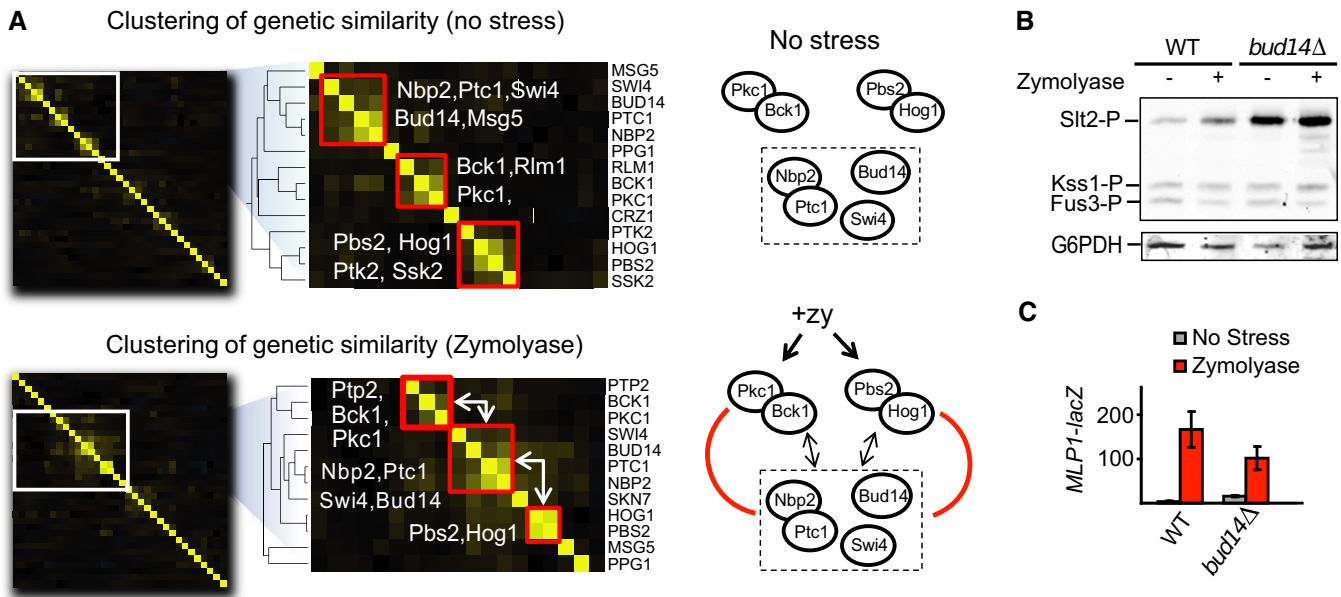 A
Clustering of genetic similarity (no stress)
Nbp2,Ptc1,Swi4
Bud14,Msg5
Bck1,Rlm1
Pkc1,
Pbs2, Hog1
Ptk2, Ssk2
MSG5
SWI4
BUD14
PTC1
NBP2
PPG1
RLM1
BCK1
PKC1
CRZ1
PTK2
HOG1
PBS2
SSK2
No stress
Pkc1
Bck1
Pbs2
Hog1
Nbp2
Ptc1
Bud14
Swi4
Clustering of genetic similarity (Zymolyase)
Ptp2,
Bck1,
Pkc1
Nbp2,Ptc1
Swi4,Bud14
Pbs2,Hog1
PTP2
BCK1
PKC1
SWI4
BUD14
PTC1
NBP2
SKN7
HOG1
PBS2
MSG5
PPG1
+zy
Pkc1
Bck1
Pbs2
Hog1
Nbp2
Ptc1
Bud14
Swi4
B
WT bud14Δ
Zymolyase - + - +
Slt2-P
Kss1-P
Fus3-P
G6PDH
C
No Stress
Zymolyase
MLP1-lacZ
200
100
WT
bud14Δ